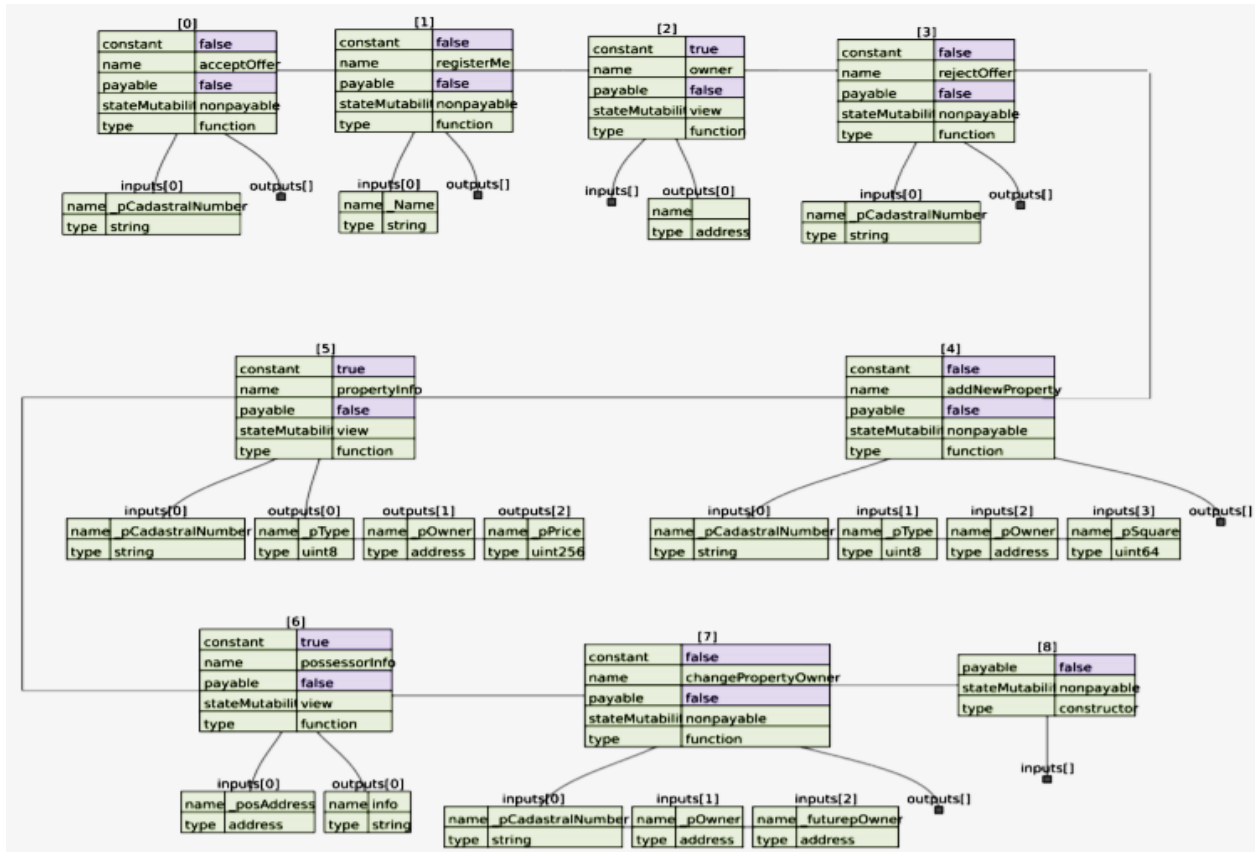 [0]
constant false
name acceptOffer
payable false
stateMutabilit nonpayable
type function
inputs[0]
name _pCadastralNumber
type string
outputs[]
[1]
constant false
name registerMe
payable false
stateMutabilit nonpayable
type function
inputs[0]
name _Name
type string
outputs[]
[2]
constant true
name owner
payable false
stateMutabilit view
type function
inputs[]
outputs[0]
name
type address
[3]
constant false
name rejectOffer
payable false
stateMutabilit nonpayable
type function
inputs[0]
name _pCadastralNumber
type string
outputs[]
[5]
constant true
name propertyInfo
payable false
stateMutabilit view
type function
inputs[0]
name _pCadastralNumber
type string
outputs[0]
name _pType
type uint8
outputs[1]
name _pOwner
type address
outputs[2]
name _pPrice
type uint256
[4]
constant false
name addNewProperty
payable false
stateMutabilit nonpayable
type function
inputs[0]
name _pCadastralNumber
type string
inputs[1]
name _pType
type uint8
inputs[2]
name _pOwner
type address
inputs[3]
name _pSquare
type uint64
outputs[]
[6]
constant true
name possessorInfo
payable false
stateMutabilit view
type function
inputs[0]
name _posAddress
type address
outputs[0]
name info
type string
[7]
constant false
name changePropertyOwner
payable false
stateMutabilit nonpayable
type function
inputs[0]
name _pCadastralNumber
type string
inputs[1]
name _pOwner
type address
inputs[2]
name _futurepOwner
type address
outputs[]
[8]
payable false
stateMutabilit nonpayable
type constructor
inputs[]